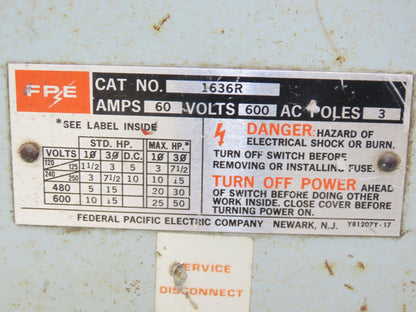 FPE
CAT NO. 1636R
AMPS 60 VOLTS 600 AC POLES 3
*SEE LABEL INSIDE
STD. HP. MAX. HP.*
VOLTS 1Ø 3Ø D.C. 1Ø 3Ø
120 125 1 1/2 3 5 3 7 1/2
240 250 3 7 1/2 10 10 15
480 5 15 20 30
600 10 15 25 50
DANGER: HAZARD OF
ELECTRICAL SHOCK OR BURN.
TURN OFF SWITCH BEFORE
REMOVING OR INSTALLING FUSE.
TURN OFF POWER AHEAD
OF SWITCH BEFORE DOING OTHER
WORK INSIDE. CLOSE COVER BEFORE
TURNING POWER ON.
FEDERAL PACIFIC ELECTRIC COMPANY NEWARK, N.J. Y81207Y-17
SERVICE
DISCONNECT